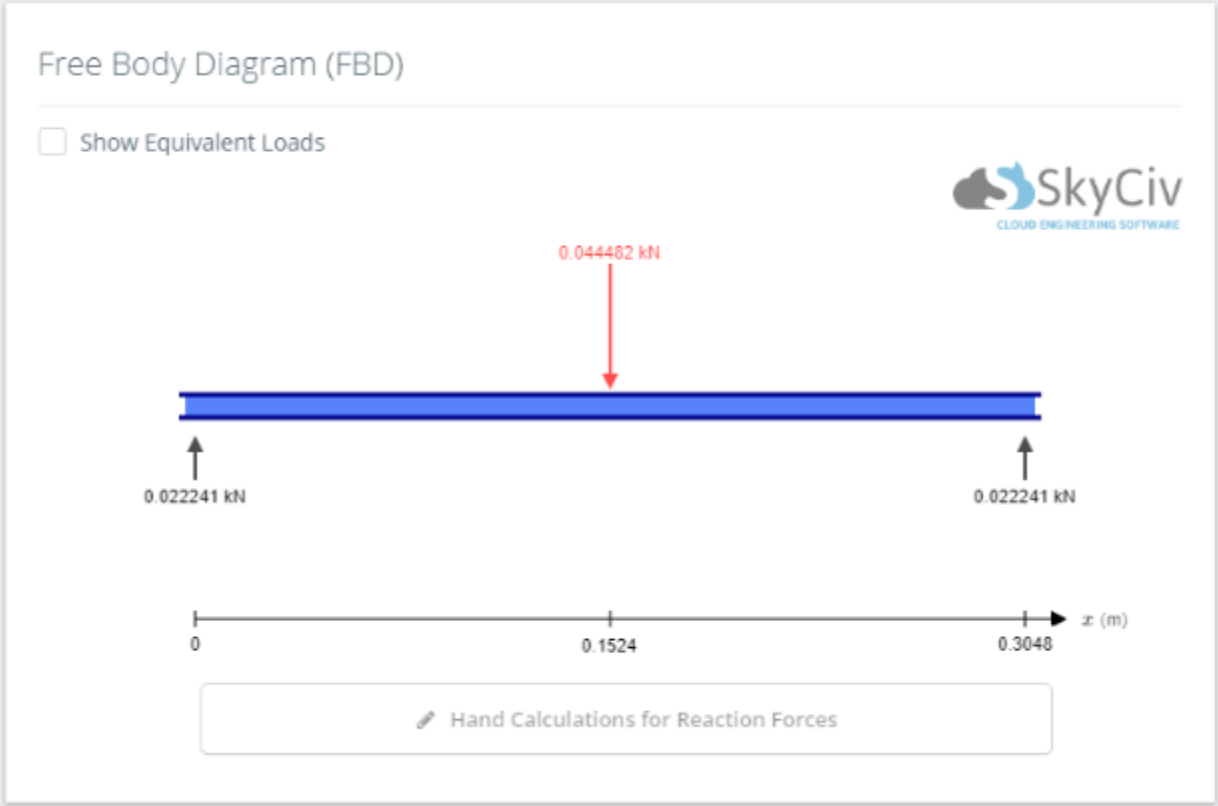 Free Body Diagram (FBD)
Show Equivalent Loads
SkyCiv
CLOUD ENGINEERING SOFTWARE
0.044482 kN
0.022241 kN
0.022241 kN
x (m)
0
0.1524
0.3048
Hand Calculations for Reaction Forces